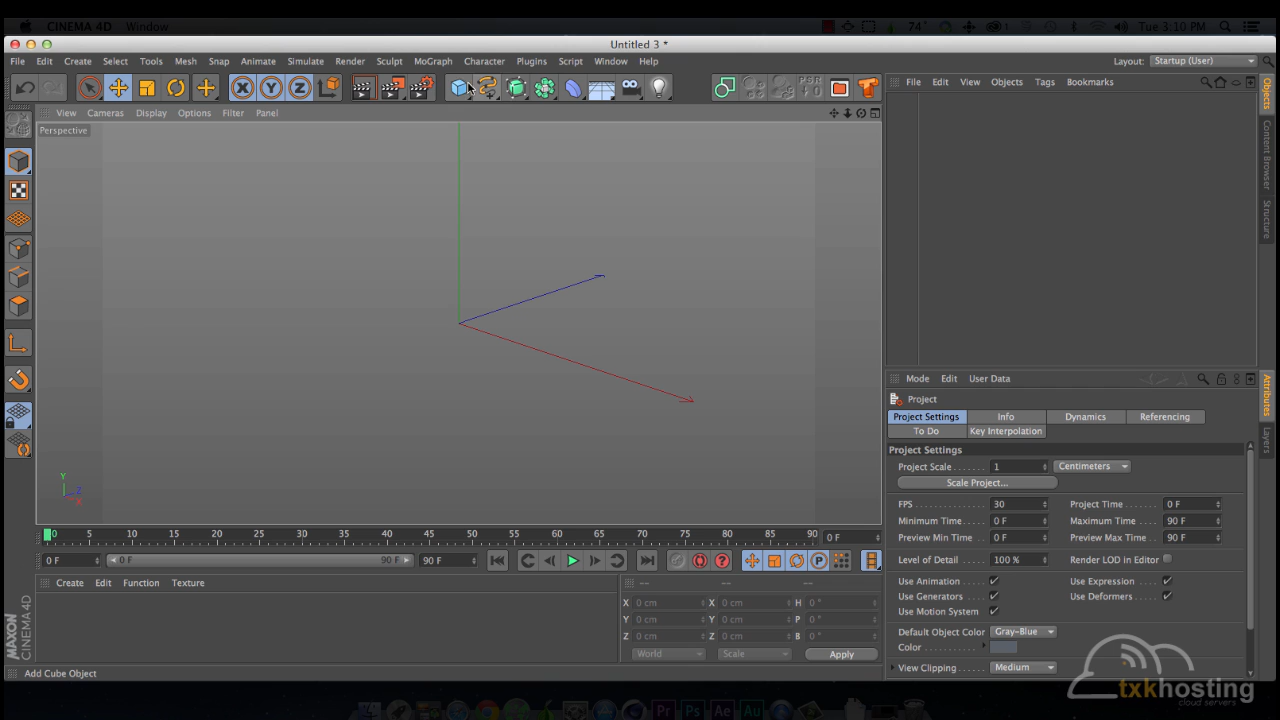 CINEMA 4D Window
74° Tue 3:10 PM
Untitled 3 *
File Edit Create Select Tools Mesh Snap Animate Simulate Render Sculpt MoGraph Character Plugins Script Window Help
Layout: Startup (User)
X Y Z PSR 0
File Edit View Objects Tags Bookmarks
View Cameras Display Options Filter Panel
Perspective
Objects
Content Browser
Structure
Mode Edit User Data
Project
Project Settings Info Dynamics Referencing
To Do Key Interpolation
Attributes
Layers
Project Settings
Project Scale 1 Centimeters
Scale Project...
FPS 30 Project Time 0 F
Minimum Time 0 F Maximum Time 90 F
Preview Min Time 0 F Preview Max Time 90 F
Level of Detail 100 % Render LOD in Editor
Use Animation Use Expression
Use Generators Use Deformers
Use Motion System
Default Object Color Gray-Blue
Color
View Clipping Medium
Y
Z
X
0 5 10 15 20 25 30 35 40 45 50 55 60 65 70 75 80 85 90 0 F
0 F 0 F 90 F 90 F
P
Create Edit Function Texture
-- -- --
X 0 cm X 0 cm H 0 °
Y 0 cm Y 0 cm P 0 °
Z 0 cm Z 0 cm B 0 °
World Scale Apply
MAXON
CINEMA 4D
Add Cube Object
txkhosting
cloud servers
Pr Ps Ae Au